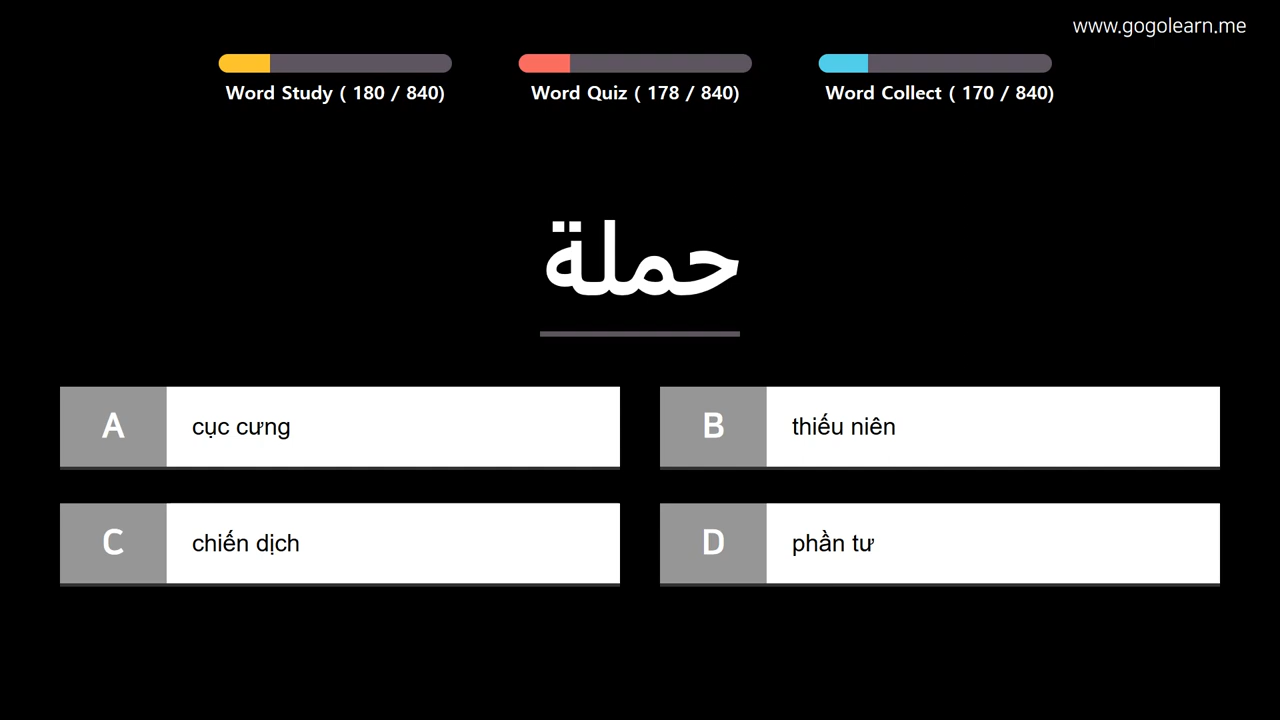 www.gogolearn.me
Word Study ( 180 / 840)
Word Quiz ( 178 / 840)
Word Collect ( 170 / 840)
حملة
A
cục cưng
B
thiếu niên
C
chiến dịch
D
phần tư